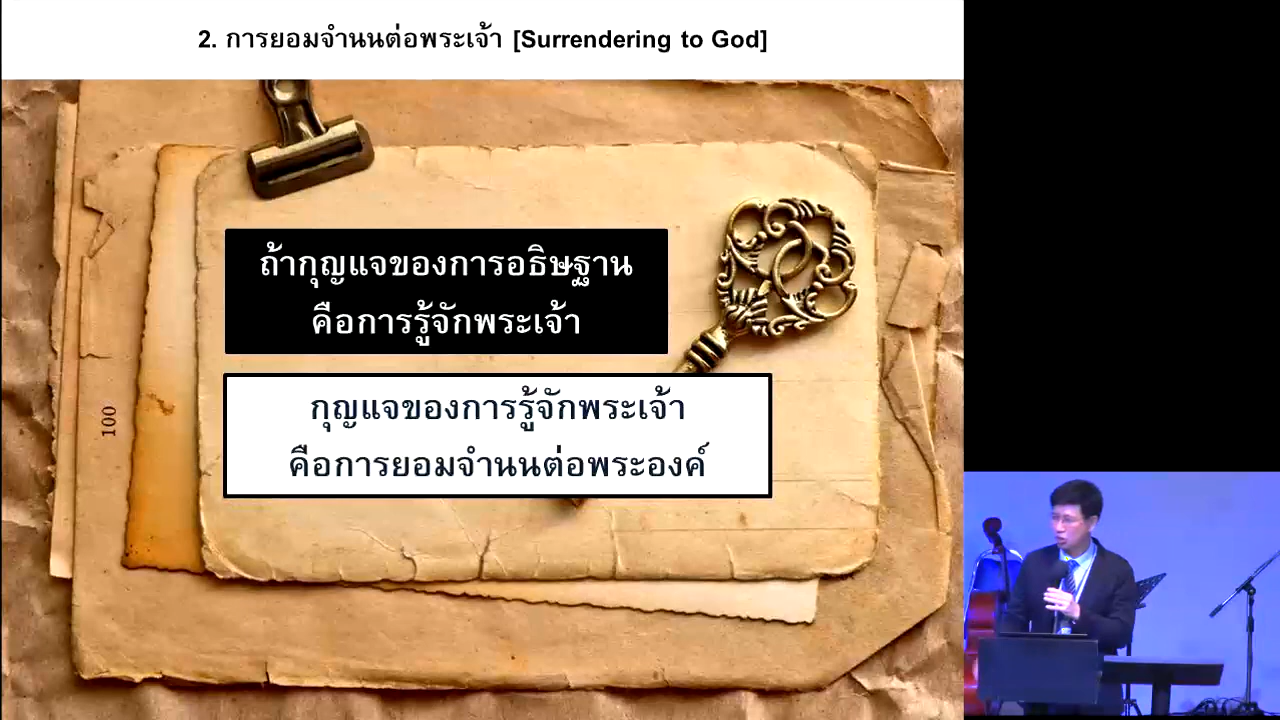 2. การยอมจำนนต่อพระเจ้า [Surrendering to God]
ถ้ากุญแจของการอธิษฐาน
คือการรู้จักพระเจ้า
กุญแจของการรู้จักพระเจ้า
คือการยอมจำนนต่อพระองค์
100